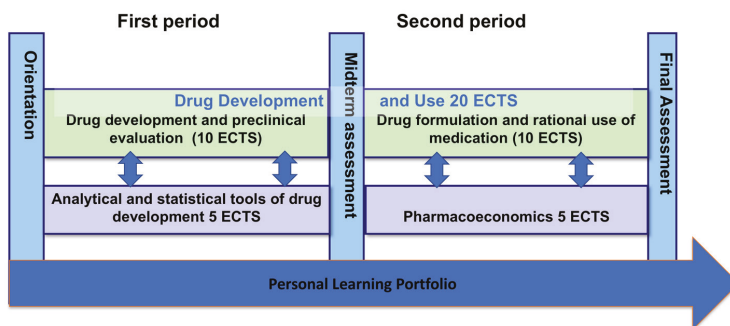 First period
Second period
Orientation
Midterm assessment
Final Assessment
Drug Development and Use 20 ECTS
Drug development and preclinical
evaluation (10 ECTS)
Drug formulation and rational use of
medication (10 ECTS)
Analytical and statistical tools of drug
development 5 ECTS
Pharmacoeconomics 5 ECTS
Personal Learning Portfolio